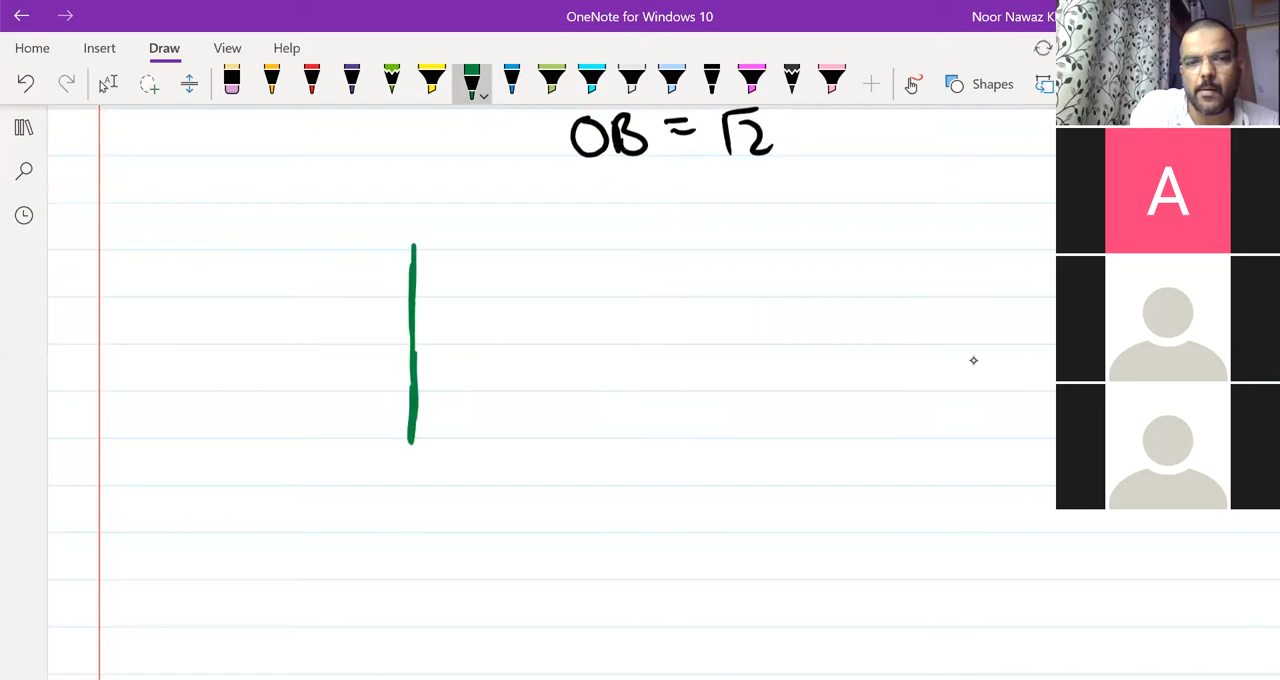 OneNote for Windows 10
Noor Nawaz K
Home Insert Draw View Help
Shapes
OB = √2
A